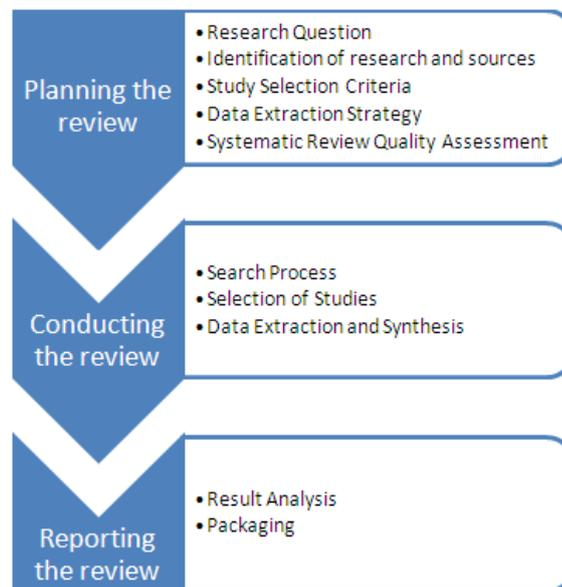 Planning the
review
• Research Question
• Identification of research and sources
• Study Selection Criteria
• Data Extraction Strategy
• Systematic Review Quality Assessment
Conducting
the review
• Search Process
• Selection of Studies
• Data Extraction and Synthesis
Reporting
the review
• Result Analysis
• Packaging